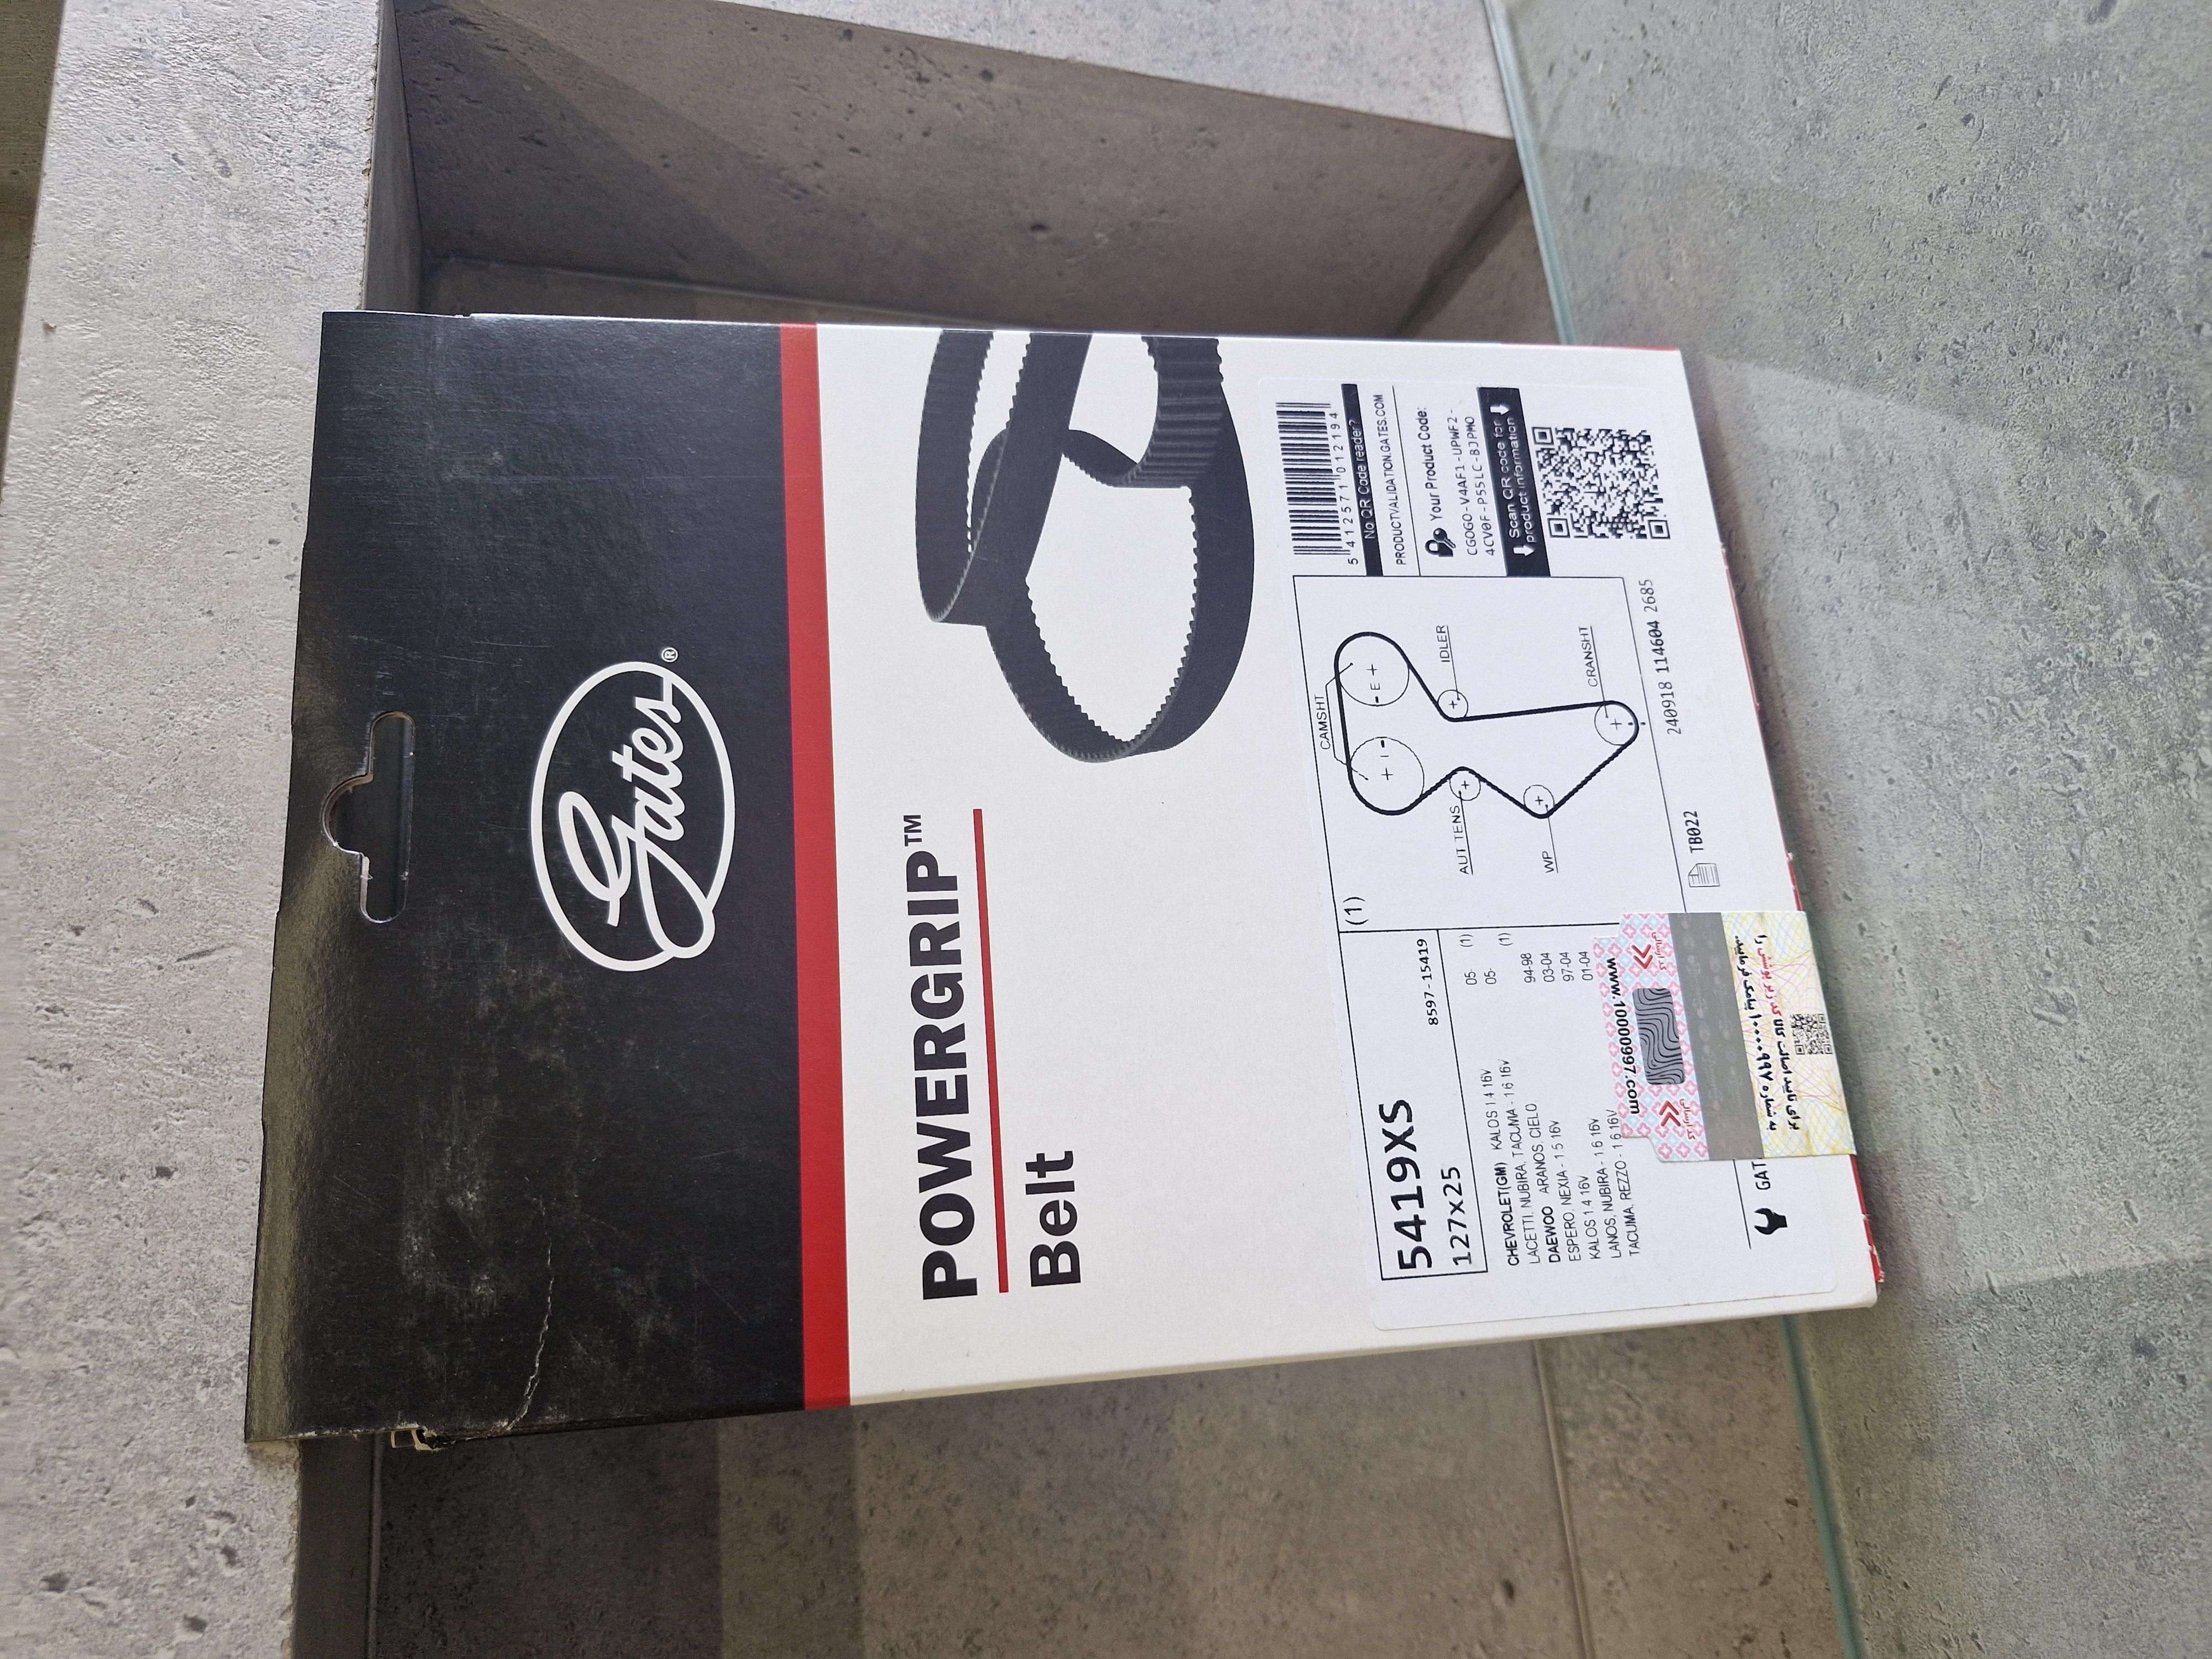 Gates®
POWERGRIP™
Belt
5419XS
127x25
8597-15419
CHEVROLET(GM) KALOS 1 4 16v 05- (1)
LACETTI, NUBIRA, TACUMA - 1 6 16v 05- (1)
DAEWOO ARANOS, CIELO
ESPERO, NEXIA - 1 5 16v 94-98
KALOS 1 4 16v 03-04
LANOS, NUBIRA - 1 6 16v 97-04
TACUMA, REZZO - 1 6 16V 01-04
(1)
CAMSHT
E
I
IDLER
AUT TENS
WP
CRANSHT
5 412571 012194
No QR Code reader?
PRODUCTVALIDATION.GATES.COM
Your Product Code:
CGOGO-V4AF1-UPWF2-
4CV0F-P55LC-BJPMO
Scan QR code for
product information
TB022
240918 114604 2685
www.10000997.com
GAT